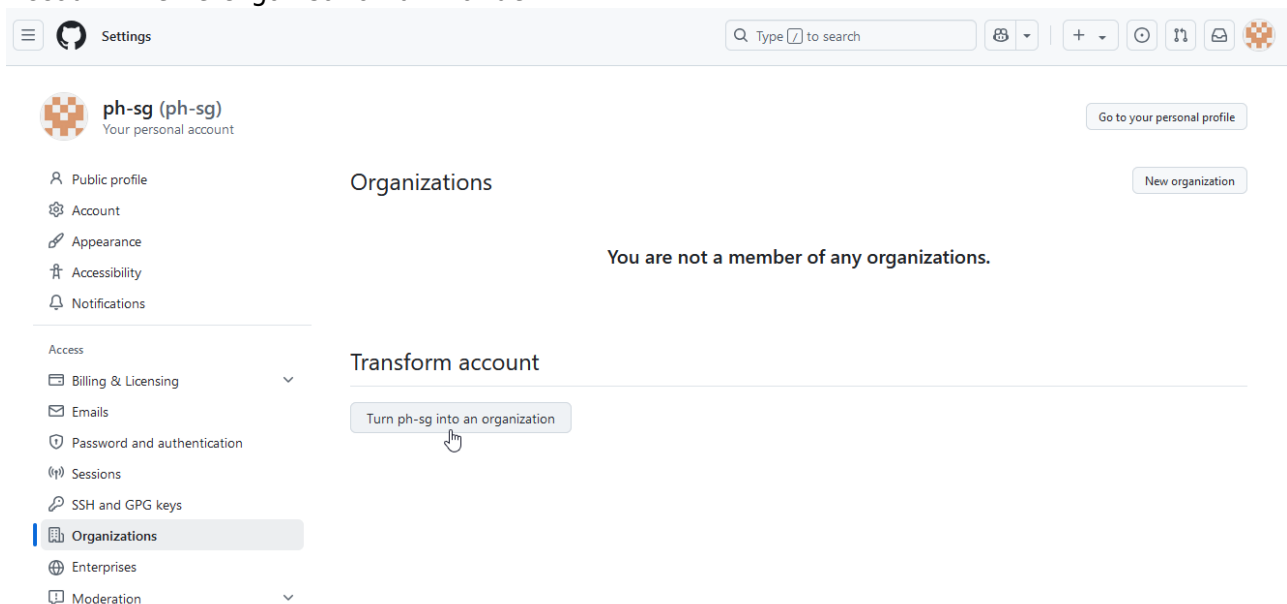 Settings
Type / to search
ph-sg (ph-sg)
Your personal account
Go to your personal profile
Public profile
Account
Appearance
Accessibility
Notifications
Access
Billing & Licensing
Emails
Password and authentication
Sessions
SSH and GPG keys
Organizations
Enterprises
Moderation
Organizations
New organization
You are not a member of any organizations.
Transform account
Turn ph-sg into an organization